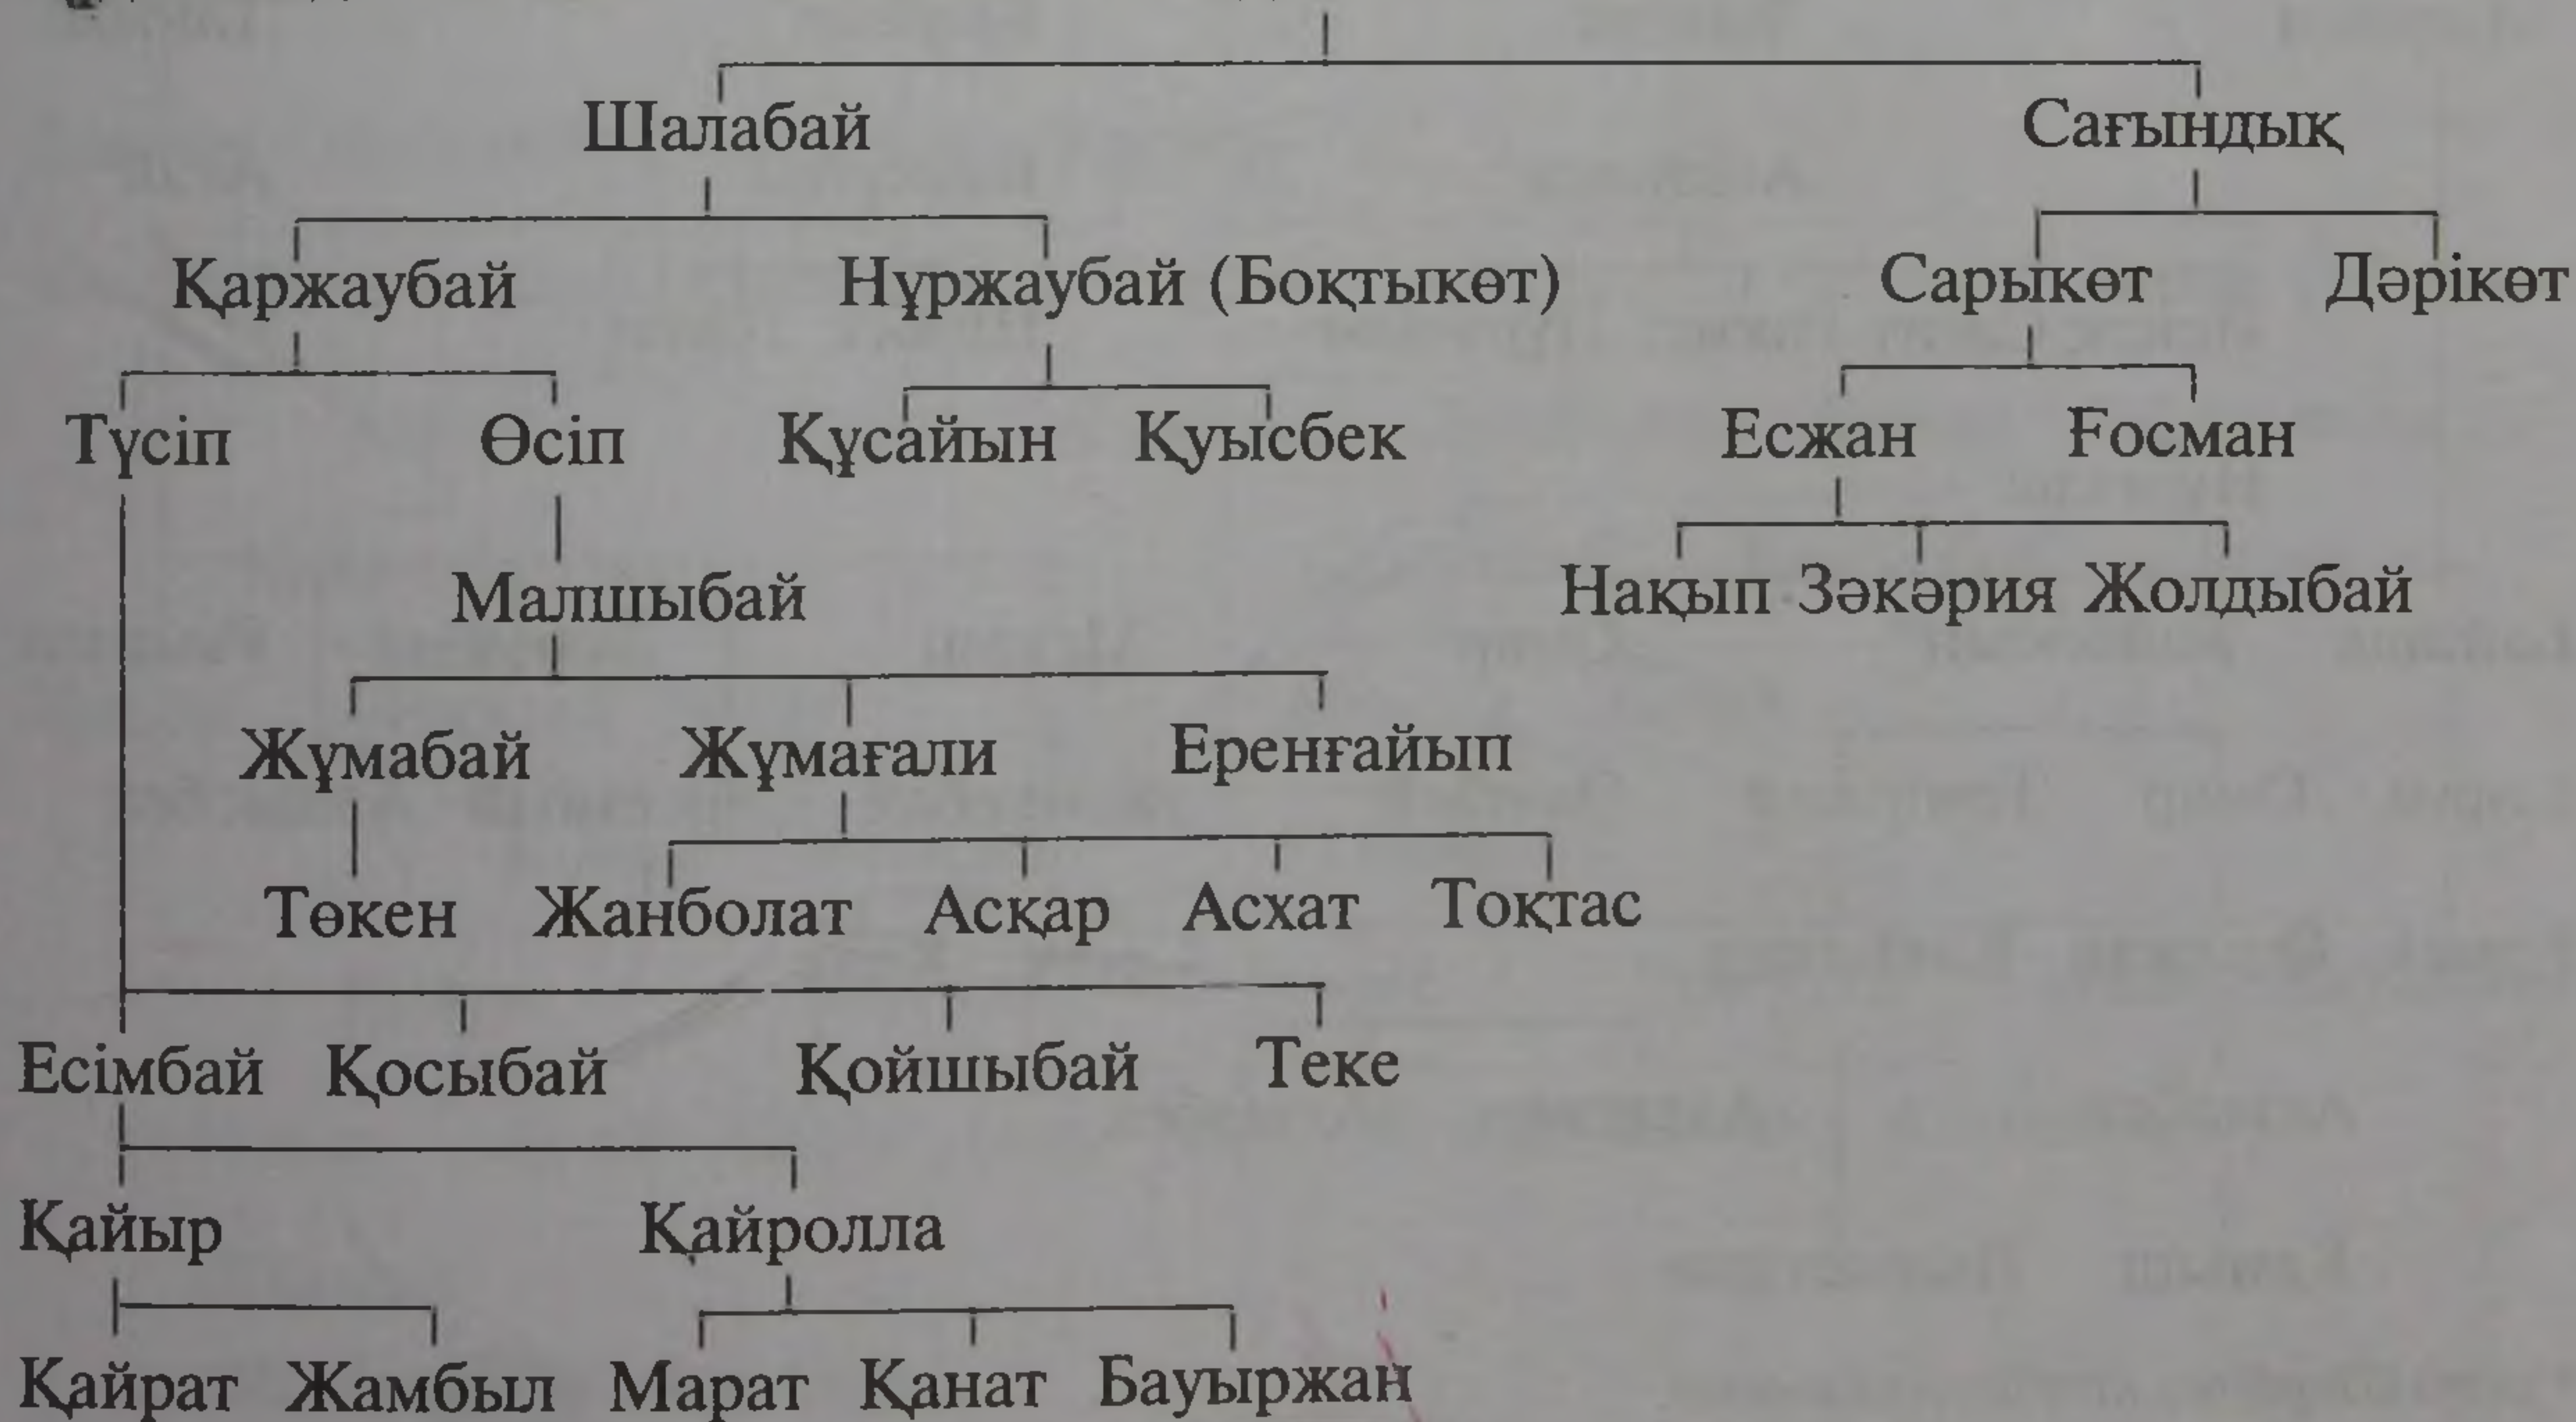 Шалабай Сағындық
Қаржаубай Нұржаубай (Боқтыкөт) Сарыкөт Дәрікөт
Түсіп Өсіп Құсайын Қуысбек Есжан Ғосман
Малшыбай Нақып Зәкәрия Жолдыбай
Жұмабай Жұмағали Еренғайып
Төкен Жанболат Асқар Асхат Тоқтас
Есімбай Қосыбай Қойшыбай Теке
Қайыр Қайролла
Қайрат Жамбыл Марат Қанат Бауыржан